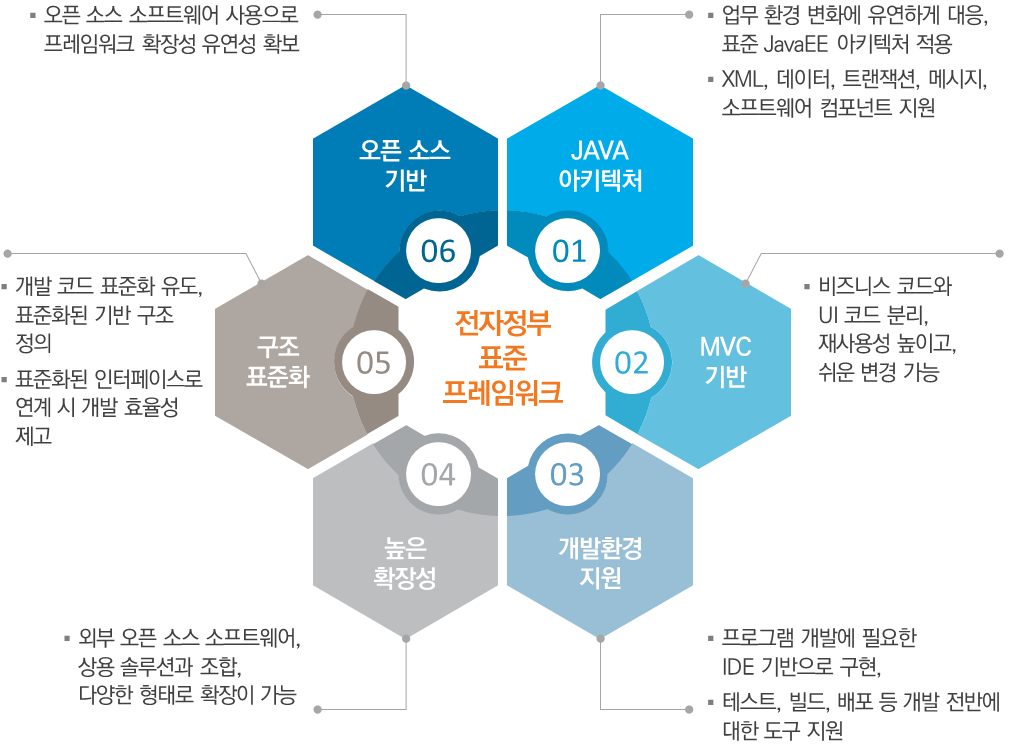 ▪ 오픈 소스 소프트웨어 사용으로
프레임워크 확장성 유연성 확보
▪ 업무 환경 변화에 유연하게 대응,
표준 JavaEE 아키텍처 적용
▪ XML, 데이터, 트랜잭션, 메시지,
소프트웨어 컴포넌트 지원
오픈 소스
기반
06
JAVA
아키텍처
01
▪ 개발 코드 표준화 유도,
표준화된 기반 구조
정의
▪ 표준화된 인터페이스로
연계 시 개발 효율성
제고
구조
표준화
05
전자정부
표준
프레임워크
02
MVC
기반
▪ 비즈니스 코드와
UI 코드 분리,
재사용성 높이고,
쉬운 변경 가능
04
높은
확장성
03
개발환경
지원
▪ 외부 오픈 소스 소프트웨어,
상용 솔루션과 조합,
다양한 형태로 확장이 가능
▪ 프로그램 개발에 필요한
IDE 기반으로 구현,
▪ 테스트, 빌드, 배포 등 개발 전반에
대한 도구 지원